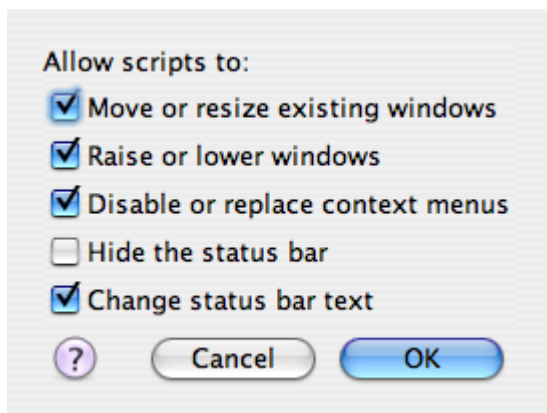 Allow scripts to:
Move or resize existing windows
Raise or lower windows
Disable or replace context menus
Hide the status bar
Change status bar text
? Cancel OK